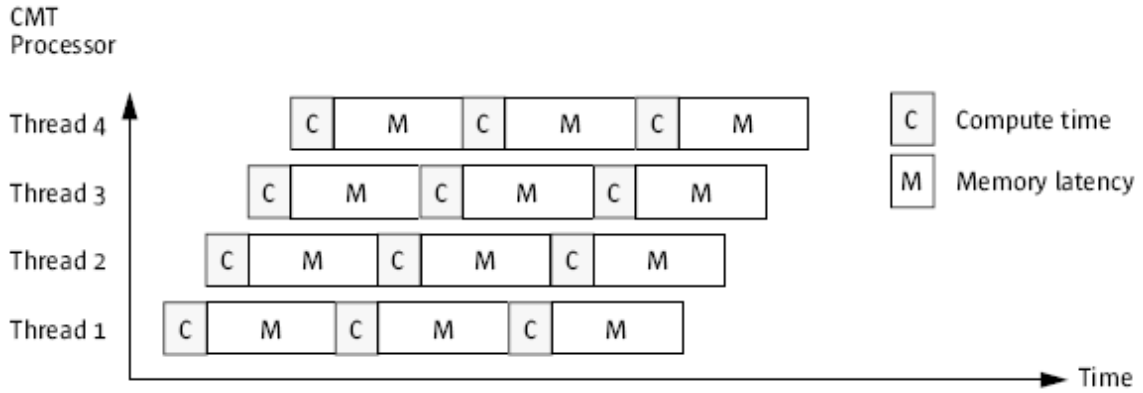 CMT
Processor
Thread 4 C M C M C M
C Compute time
Thread 3 C M C M C M
M Memory latency
Thread 2 C M C M C M
Thread 1 C M C M C M
Time